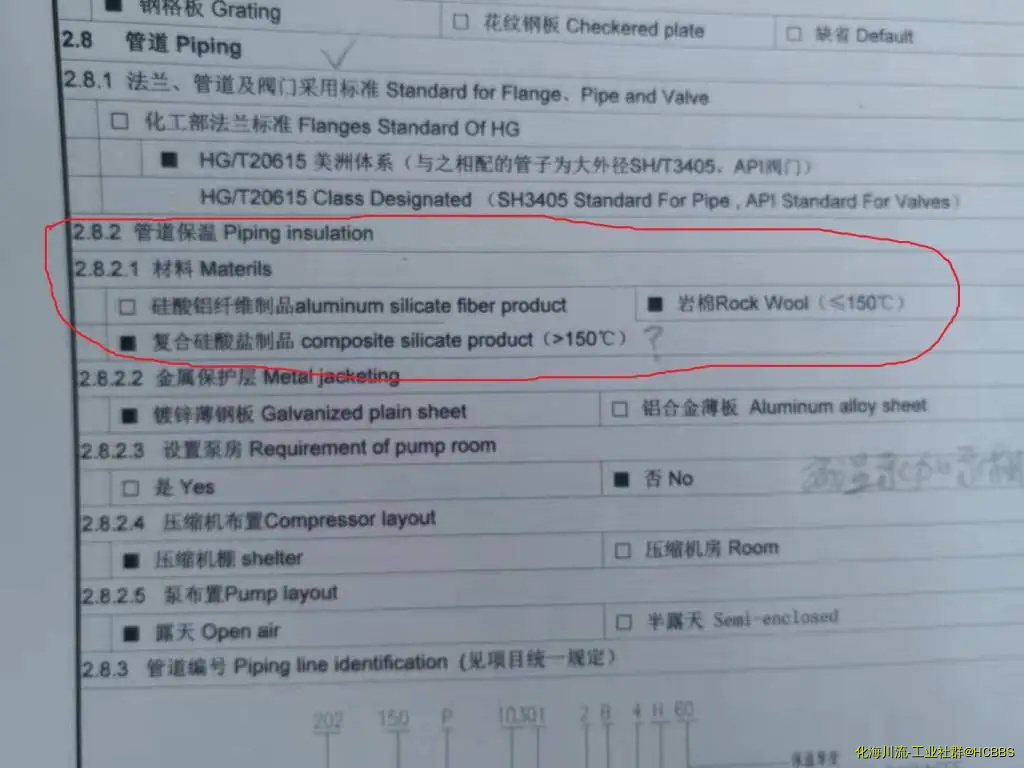 ■ 钢格板 Grating □ 花纹钢板 Checkered plate □ 缺省 Default
2.8 管道 Piping
2.8.1 法兰、管道及阀门采用标准 Standard for Flange、Pipe and Valve
□ 化工部法兰标准 Flanges Standard Of HG
■ HG/T20615 美洲体系（与之相配的管子为大外径SH/T3405，API阀门）
HG/T20615 Class Designated （SH3405 Standard For Pipe , API Standard For Valves）
2.8.2 管道保温 Piping insulation
2.8.2.1 材料 Materils
□ 硅酸铝纤维制品aluminum silicate fiber product ■ 岩棉Rock Wool（≤150℃）
■ 复合硅酸盐制品 composite silicate product（>150℃） ?
2.8.2.2 金属保护层 Metal jacketing
■ 镀锌薄钢板 Galvanized plain sheet □ 铝合金薄板 Aluminum alloy sheet
2.8.2.3 设置泵房 Requirement of pump room
□ 是 Yes ■ 否 No
2.8.2.4 压缩机布置Compressor layout
■ 压缩机棚 shelter □ 压缩机房 Room
2.8.2.5 泵布置Pump layout
■ 露天 Open air □ 半露天 Semi-enclosed
2.8.3 管道编号 Piping line identification（见项目统一规定）
202 150 P 10301 2 B 4 H 60
保温厚度
化海川流-工业社群@HCBBS